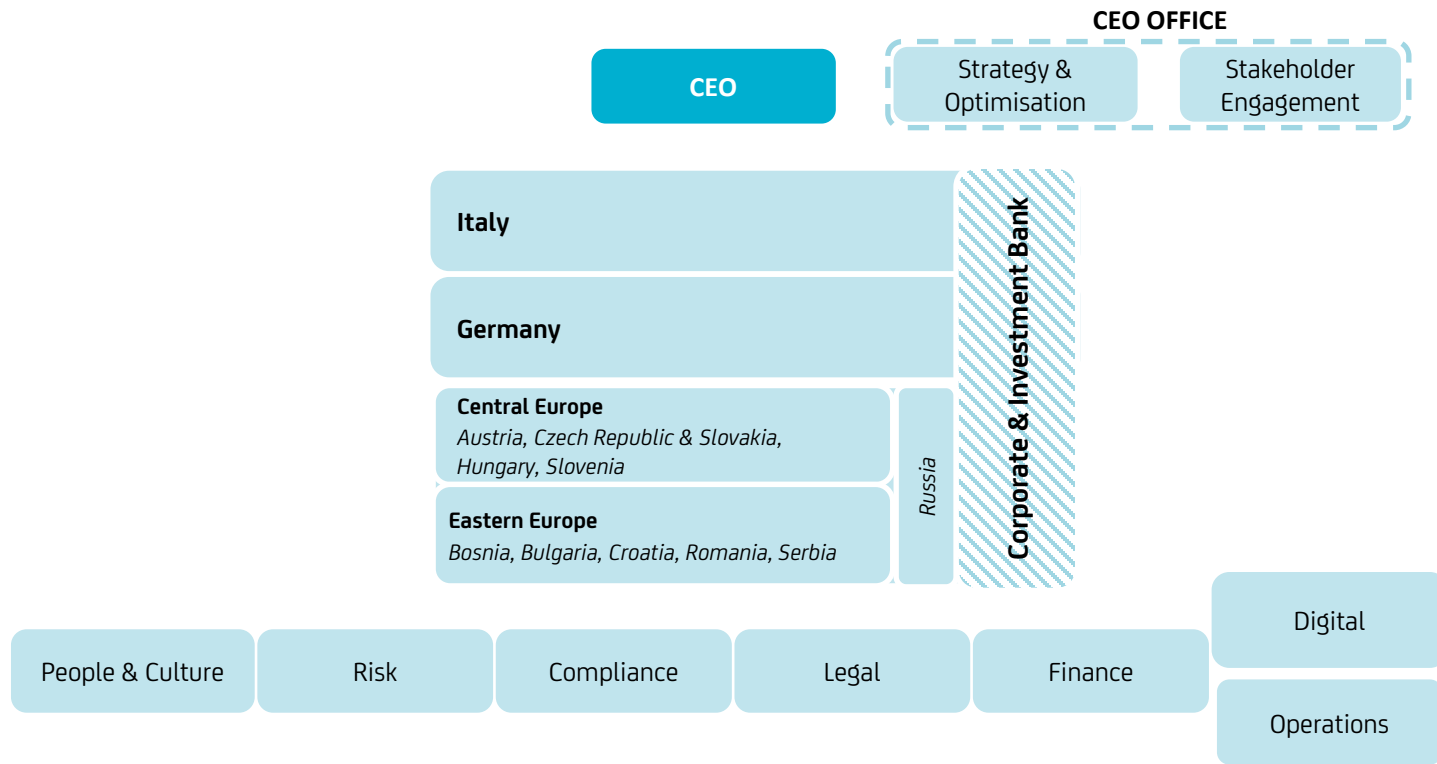 CEO OFFICE
CEO
Strategy &
Optimisation
Stakeholder
Engagement
Italy
Germany
Central Europe
Austria, Czech Republic & Slovakia,
Hungary, Slovenia
Eastern Europe
Bosnia, Bulgaria, Croatia, Romania, Serbia
Russia
Corporate & Investment Bank
People & Culture
Risk
Compliance
Legal
Finance
Digital
Operations